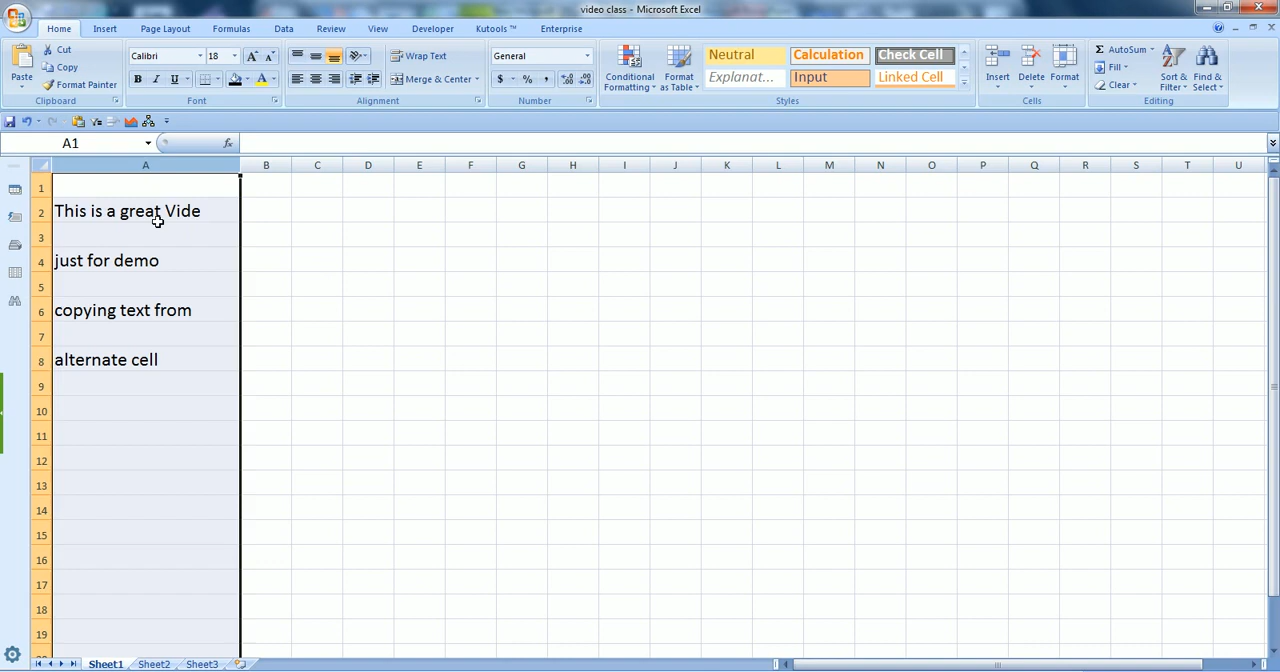 video class - Microsoft Excel
Home Insert Page Layout Formulas Data Review View Developer Kutools ™ Enterprise
Paste
Cut
Copy
Format Painter
Clipboard
Calibri 18
B I U
Font
Wrap Text
Merge & Center
Alignment
General
$ % ,
Number
Conditional Formatting
Format as Table
Neutral Calculation Check Cell
Explanat... Input Linked Cell
Styles
Insert Delete Format
Cells
AutoSum
Fill
Clear
Sort & Filter
Find & Select
Editing
A1 fx
A B C D E F G H I J K L M N O P Q R S T U
1
2 This is a great Vide
3
4 just for demo
5
6 copying text from
7
8 alternate cell
9
10
11
12
13
14
15
16
17
18
19
Sheet1 Sheet2 Sheet3